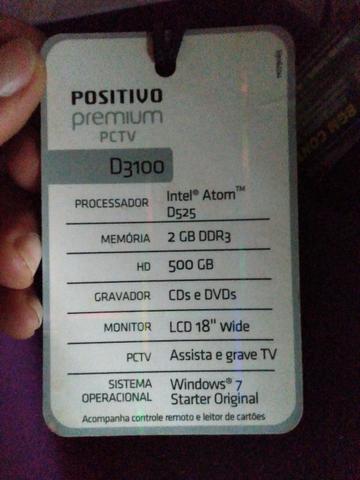 POSITIVO
premium
PCTV
D3100
PROCESSADOR Intel® Atom™ D525
MEMÓRIA 2 GB DDR3
HD 500 GB
GRAVADOR CDs e DVDs
MONITOR LCD 18" Wide
PCTV Assista e grave TV
SISTEMA OPERACIONAL Windows® 7 Starter Original
Acompanha controle remoto e leitor de cartões